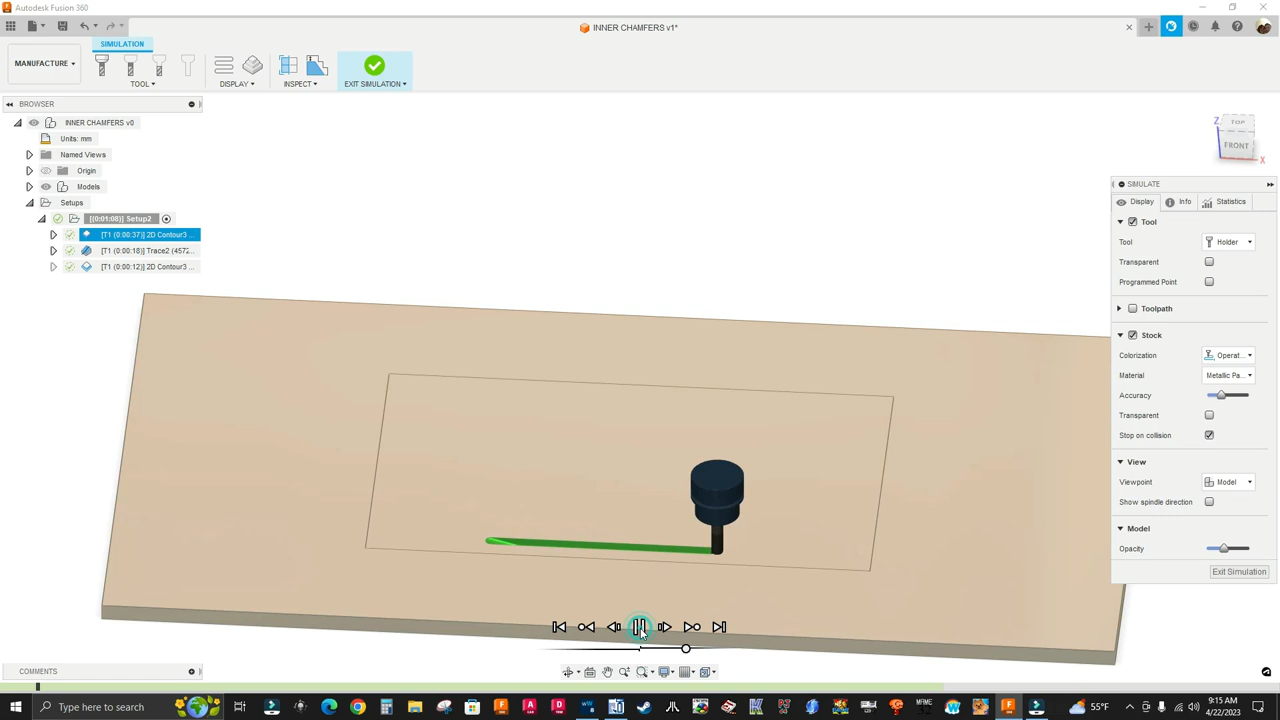 Autodesk Fusion 360
INNER CHAMFERS v1*
SIMULATION
MANUFACTURE
TOOL
DISPLAY
INSPECT
EXIT SIMULATION
BROWSER
INNER CHAMFERS v0
Units: mm
Named Views
Origin
Models
Setups
[(0:01:08)] Setup2
[T1 (0:00:37)] 2D Contour3 ...
[T1 (0:00:18)] Trace2 (4572...
[T1 (0:00:12)] 2D Contour3 ...
TOP
FRONT
Z
X
SIMULATE
Display Info Statistics
Tool
Tool Holder
Transparent
Programmed Point
Toolpath
Stock
Colorization Operat...
Material Metallic Pa...
Accuracy
Transparent
Stop on collision
View
Viewpoint Model
Show spindle direction
Model
Opacity
Exit Simulation
COMMENTS
Type here to search
55°F
9:15 AM
4/22/2023